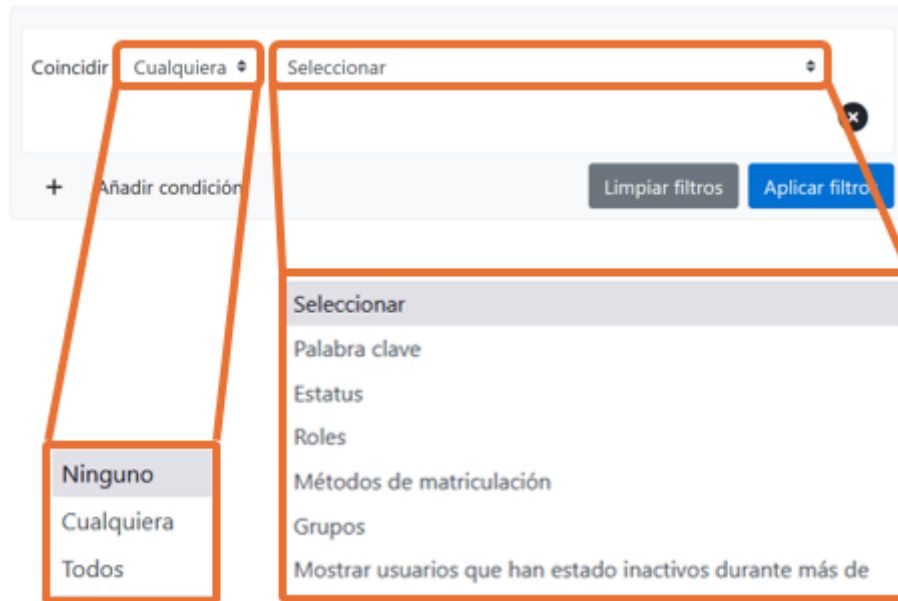 Coincidir Cualquiera Seleccionar
+ Añadir condición Limpiar filtros Aplicar filtros
Seleccionar
Palabra clave
Estatus
Roles
Métodos de matriculación
Grupos
Mostrar usuarios que han estado inactivos durante más de
Ninguno
Cualquiera
Todos